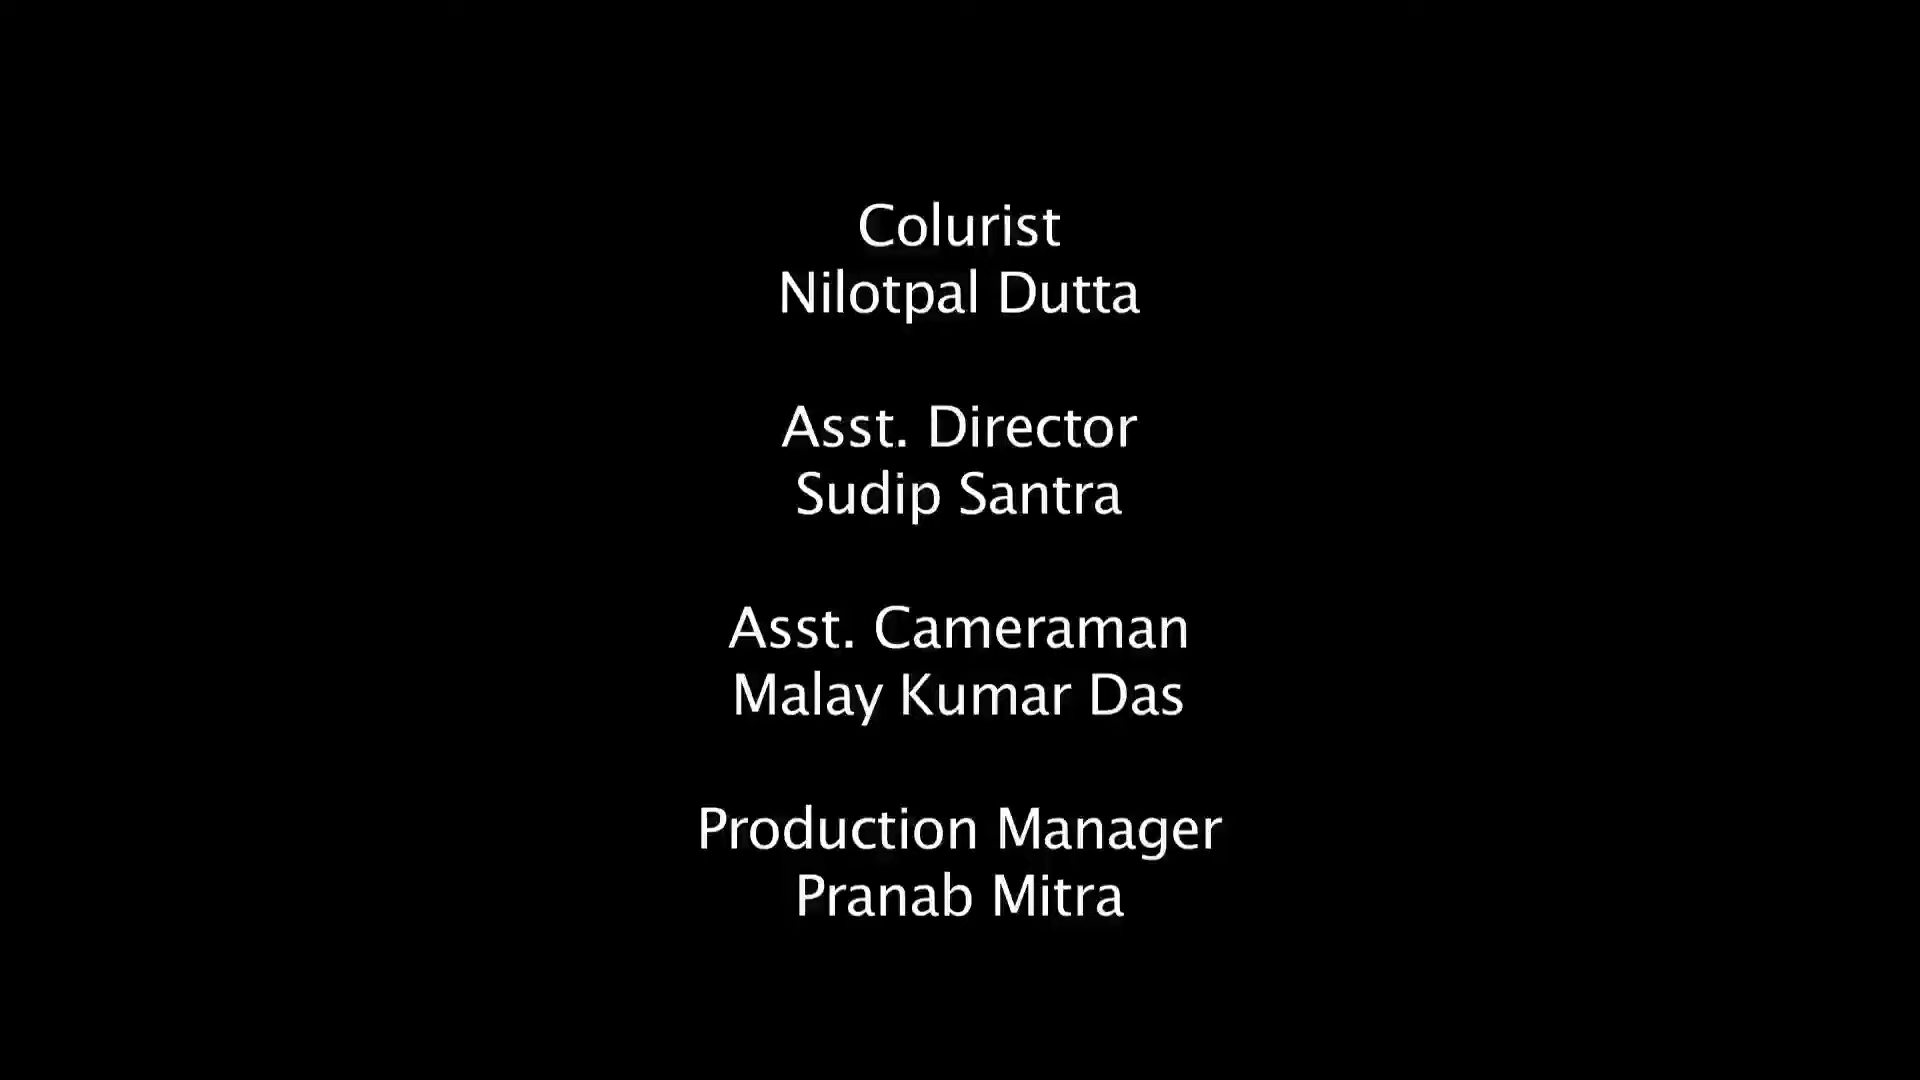 Colurist
Nilotpal Dutta
Asst. Director
Sudip Santra
Asst. Cameraman
Malay Kumar Das
Production Manager
Pranab Mitra